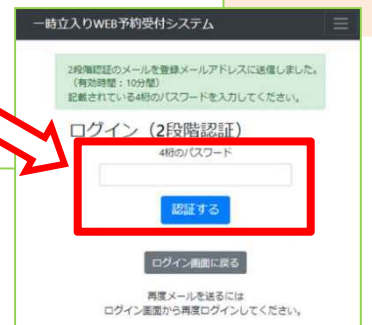 一時立入りWEB予約受付システム
2段階認証のメールを登録メールアドレスに送信しました。
（有効時間：10分間）
記載されている4桁のパスワードを入力してください。
ログイン（2段階認証）
4桁のパスワード
認証する
ログイン画面に戻る
再度メールを送るには
ログイン画面から再度ログインしてください。